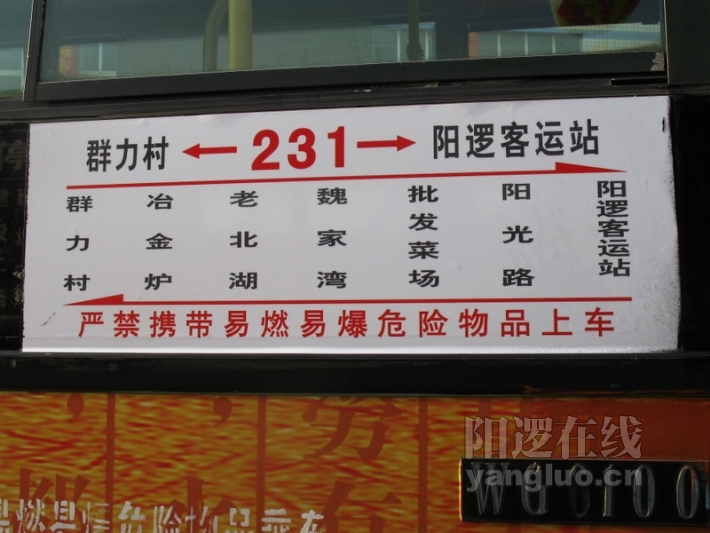 群力村 ←231→ 阳逻客运站
群力村
冶金炉
老北湖
魏家湾
批发菜场
阳光路
阳逻客运站
严禁携带易燃易爆危险物品上车
阳逻在线
yangluo.cn